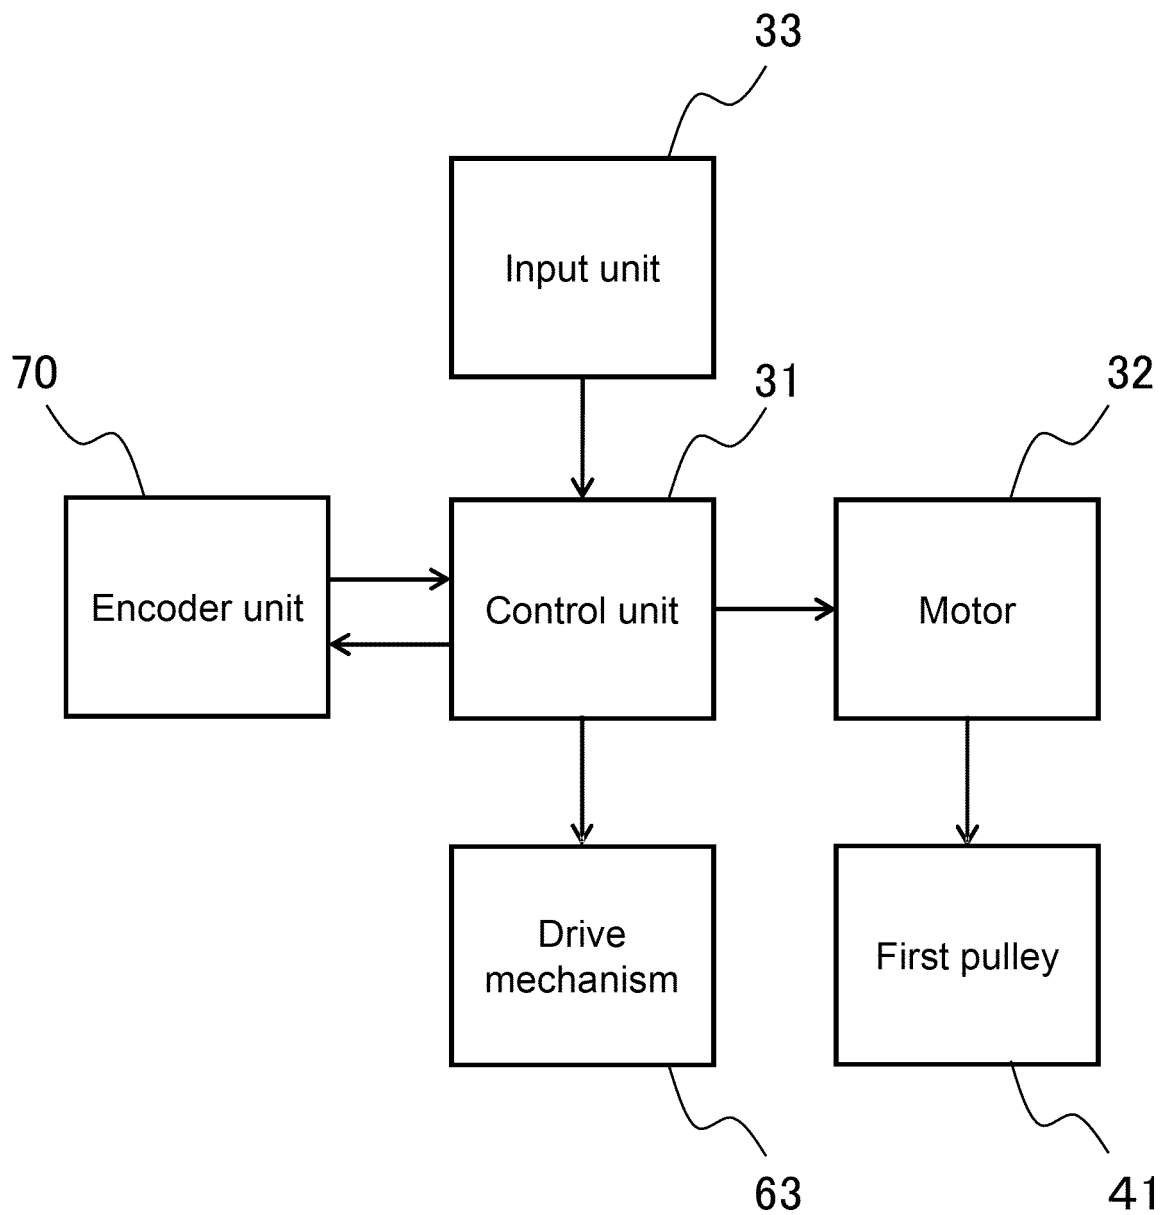 33
Input unit
70
31
32
Encoder unit
Control unit
Motor
Drive
mechanism
First pulley
63
41